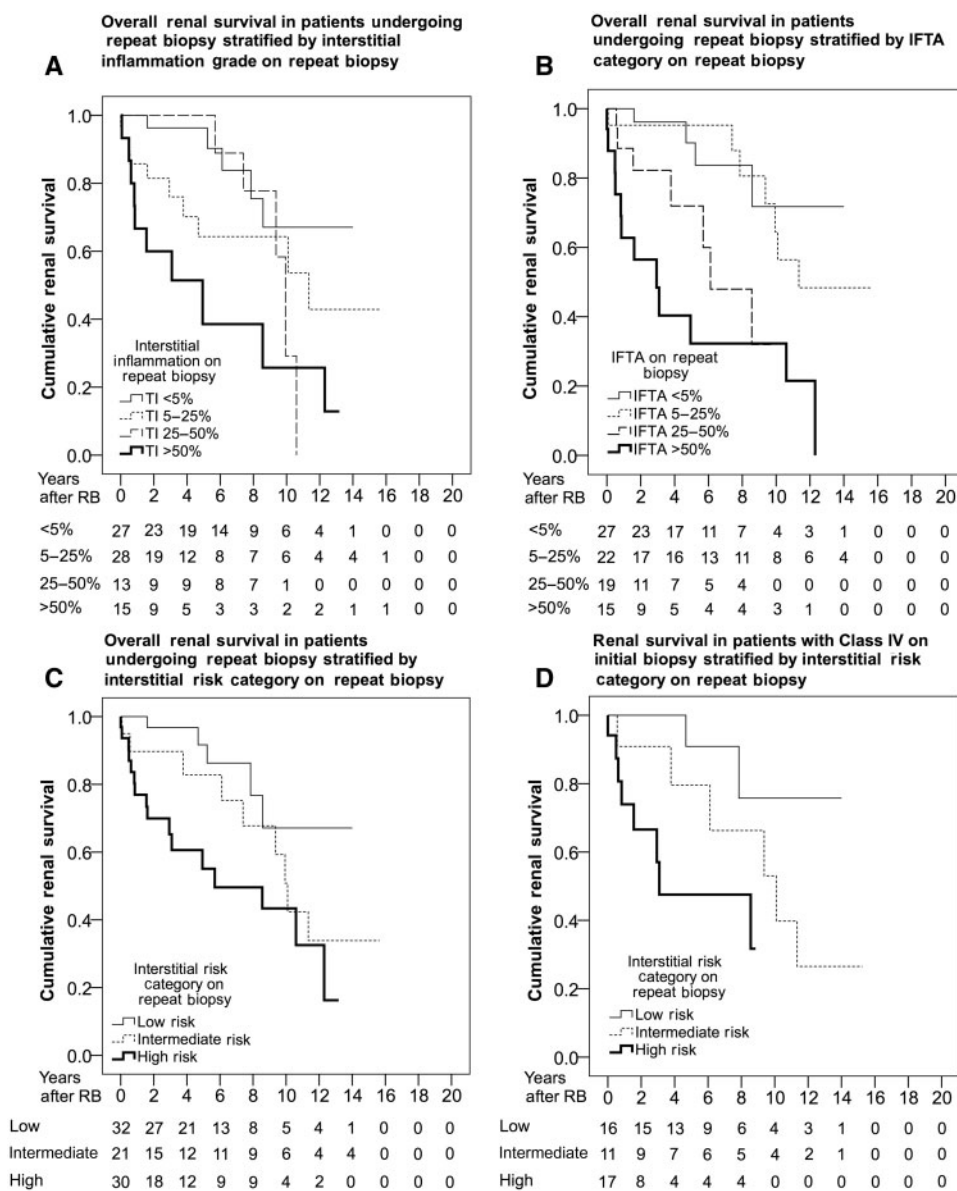 Overall renal survival in patients undergoing
repeat biopsy stratified by interstitial
inflammation grade on repeat biopsy
A
1.0
0.8
0.6
0.4
0.2
0.0
Cumulative renal survival
Interstitial
inflammation on
repeat biopsy
TI <5%
TI 5–25%
TI 25–50%
TI >50%
Years
after RB
0 2 4 6 8 10 12 14 16 18 20
<5% 27 23 19 14 9 6 4 1 0 0 0
5–25% 28 19 12 8 7 6 4 4 1 0 0
25–50% 13 9 9 8 7 1 0 0 0 0 0
>50% 15 9 5 3 3 2 2 1 1 0 0
Overall renal survival in patients
undergoing repeat biopsy stratified by IFTA
category on repeat biopsy
B
1.0
0.8
0.6
0.4
0.2
0.0
Cumulative renal survival
IFTA on repeat
biopsy
IFTA <5%
IFTA 5–25%
IFTA 25–50%
IFTA >50%
Years
after RB
0 2 4 6 8 10 12 14 16 18 20
<5% 27 23 17 11 7 4 3 1 0 0 0
5–25% 22 17 16 13 11 8 6 4 0 0 0
25–50% 19 11 7 5 4 0 0 0 0 0 0
>50% 15 9 5 4 4 3 1 0 0 0 0
Overall renal survival in patients
undergoing repeat biopsy stratified by
interstitial risk category on repeat biopsy
C
1.0
0.8
0.6
0.4
0.2
0.0
Cumulative renal survival
Interstitial risk
category on
repeat biopsy
Low risk
Intermediate risk
High risk
Years
after RB
0 2 4 6 8 10 12 14 16 18 20
Low 32 27 21 13 8 5 4 1 0 0 0
Intermediate 21 15 12 11 9 6 4 4 0 0 0
High 30 18 12 9 9 4 2 0 0 0 0
Renal survival in patients with Class IV on
initial biopsy stratified by interstitial risk
category on repeat biopsy
D
1.0
0.8
0.6
0.4
0.2
0.0
Cumulative renal survival
Interstitial risk
category on
repeat biopsy
Low risk
Intermediate risk
High risk
Years
after RB
0 2 4 6 8 10 12 14 16 18 20
Low 16 15 13 9 6 4 3 1 0 0 0
Intermediate 11 9 7 6 5 4 2 1 0 0 0
High 17 8 4 4 4 0 0 0 0 0 0